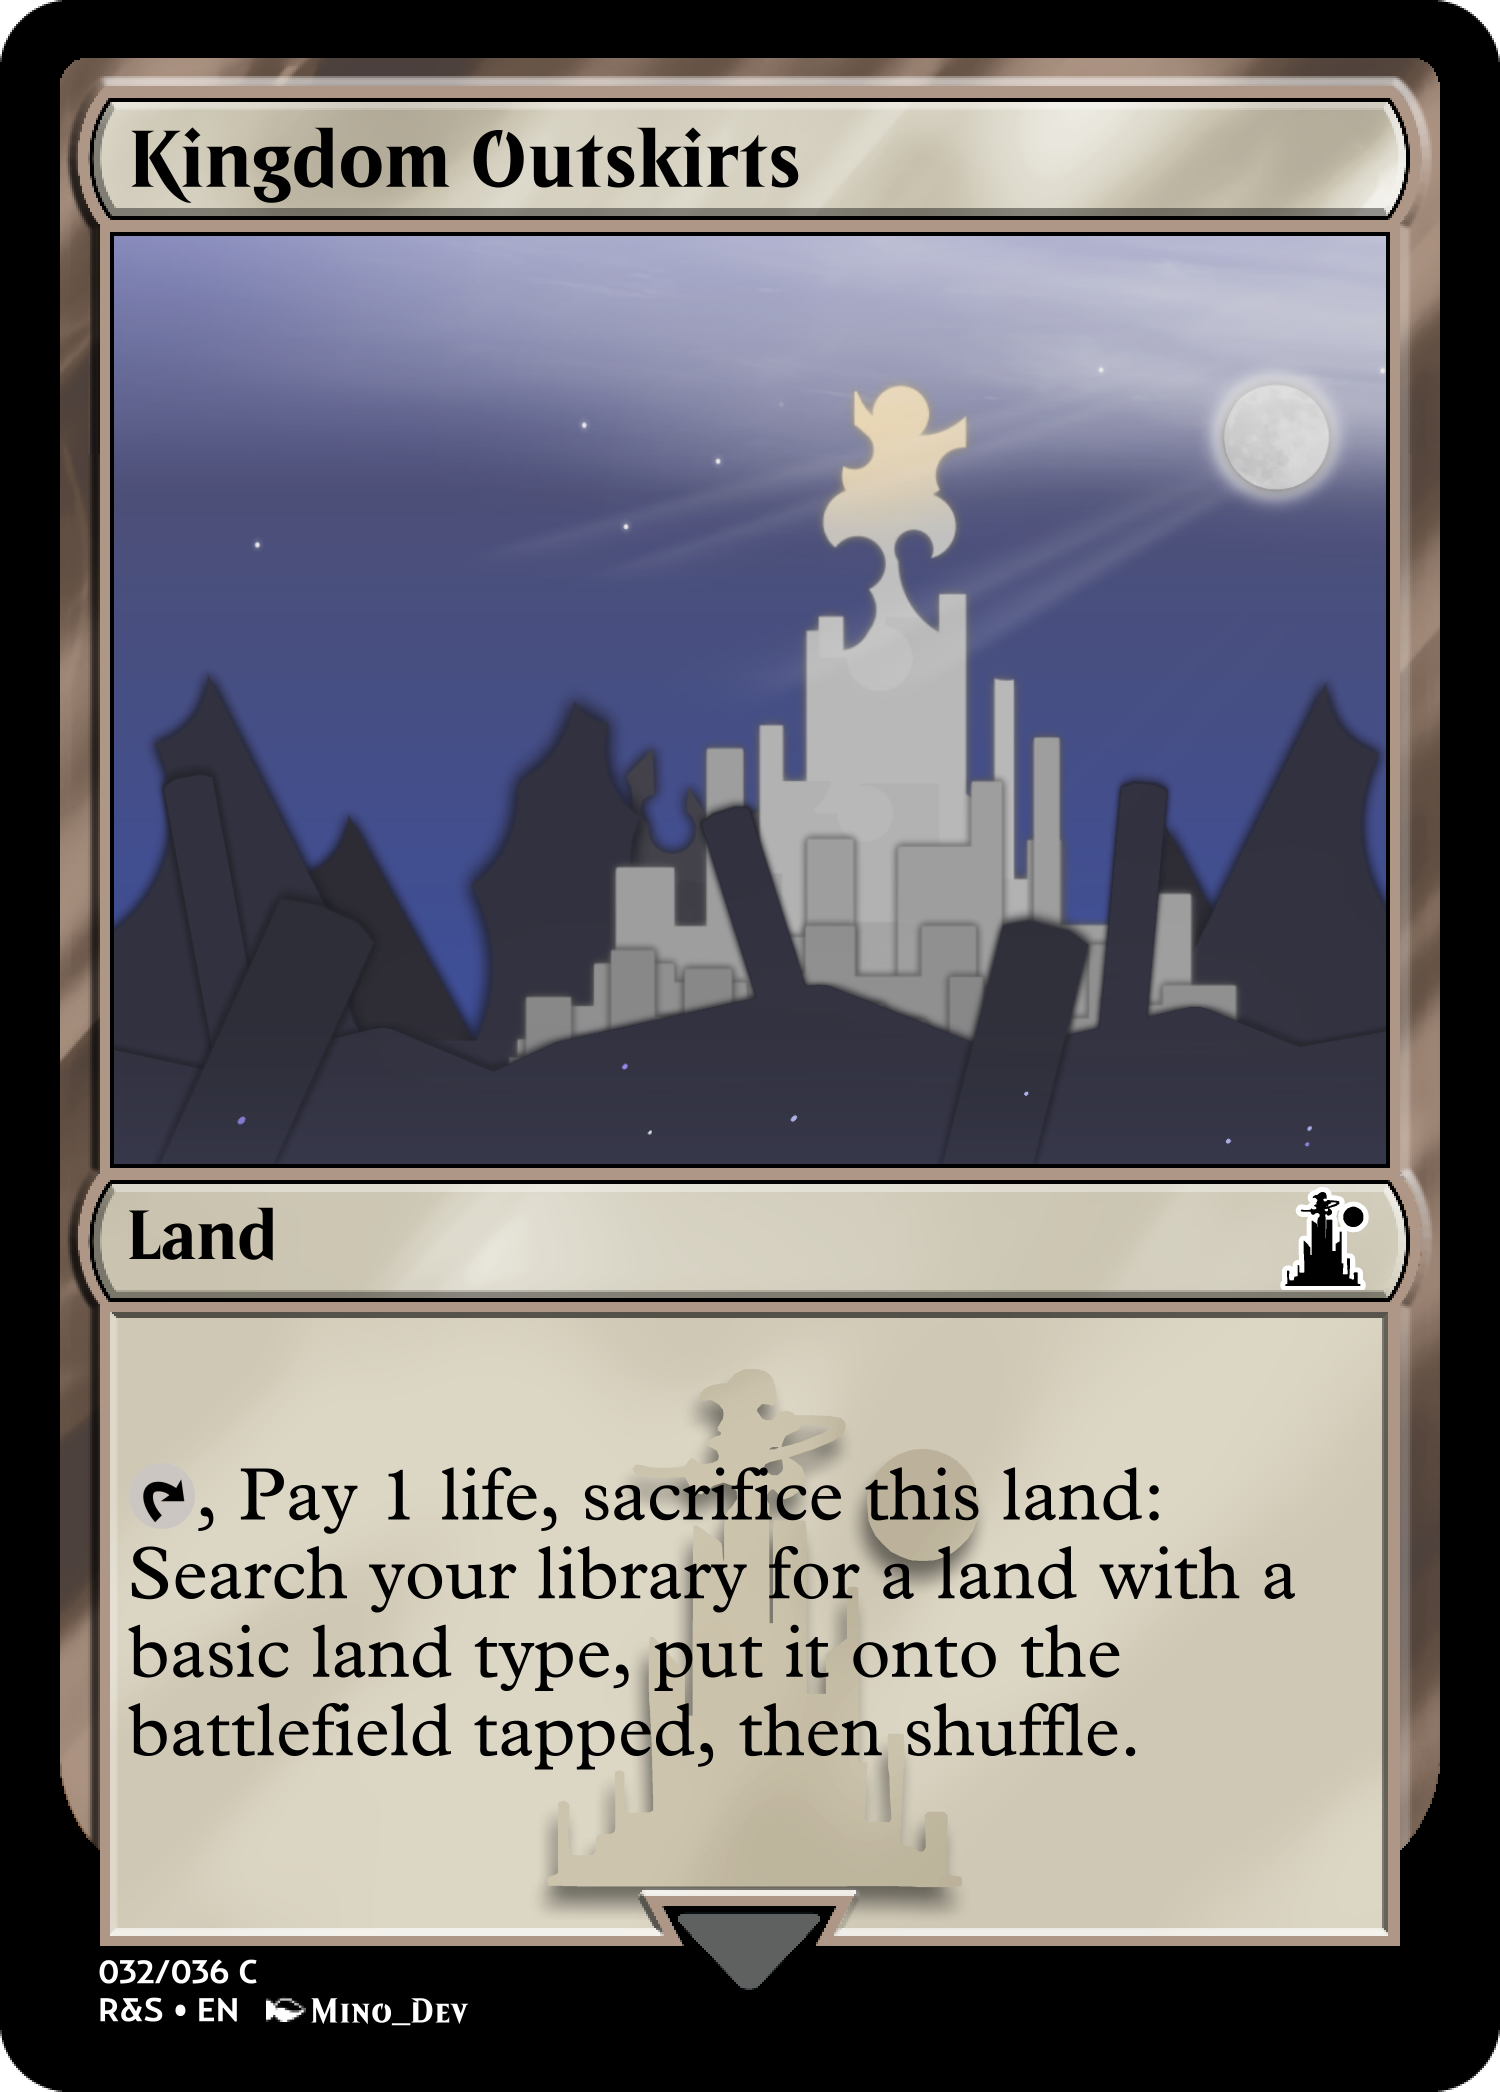 Kingdom Outskirts
Land
, Pay 1 life, sacrifice this land:
Search your library for a land with a
basic land type, put it onto the
battlefield tapped, then shuffle.
032/036 C
R&S • EN Mino_Dev